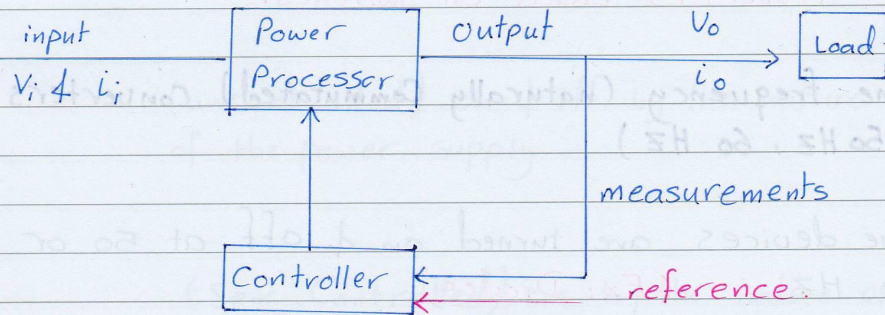 input
Vi & ii
Power
Processor
output
Vo
io
Load
measurements
Controller
reference.